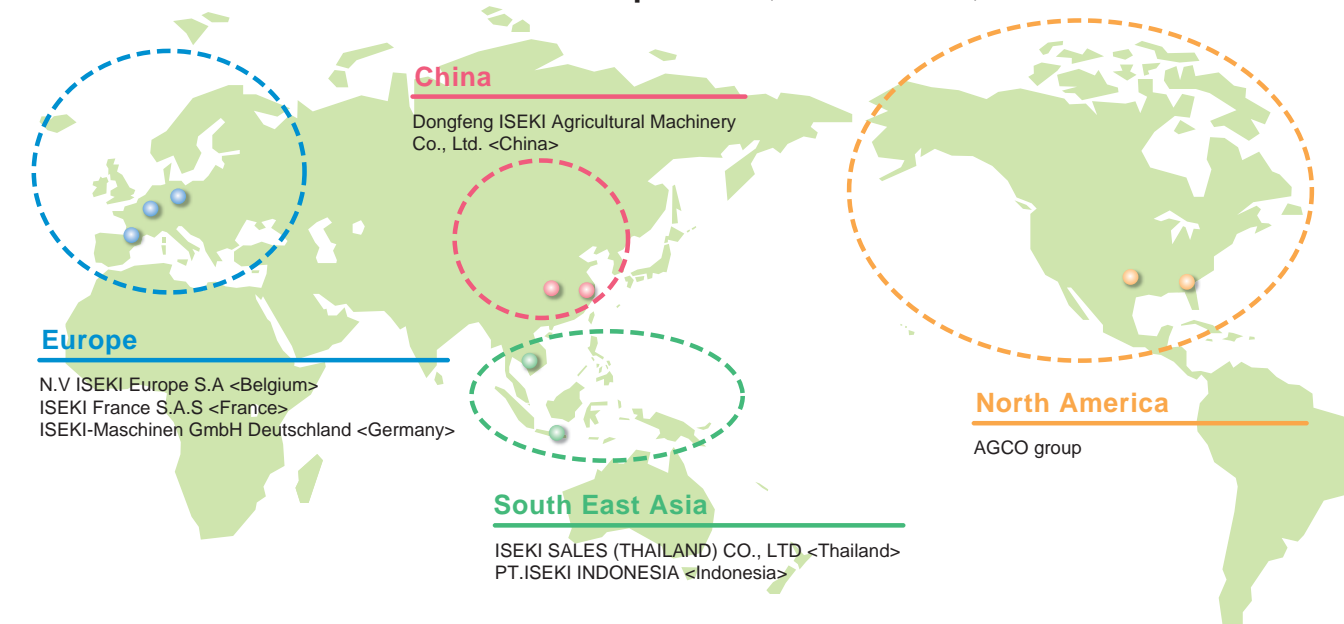 China
Dongfeng ISEKI Agricultural Machinery
Co., Ltd. <China>
Europe
N.V ISEKI Europe S.A <Belgium>
ISEKI France S.A.S <France>
ISEKI-Maschinen GmbH Deutschland <Germany>
North America
AGCO group
South East Asia
ISEKI SALES (THAILAND) CO., LTD <Thailand>
PT.ISEKI INDONESIA <Indonesia>